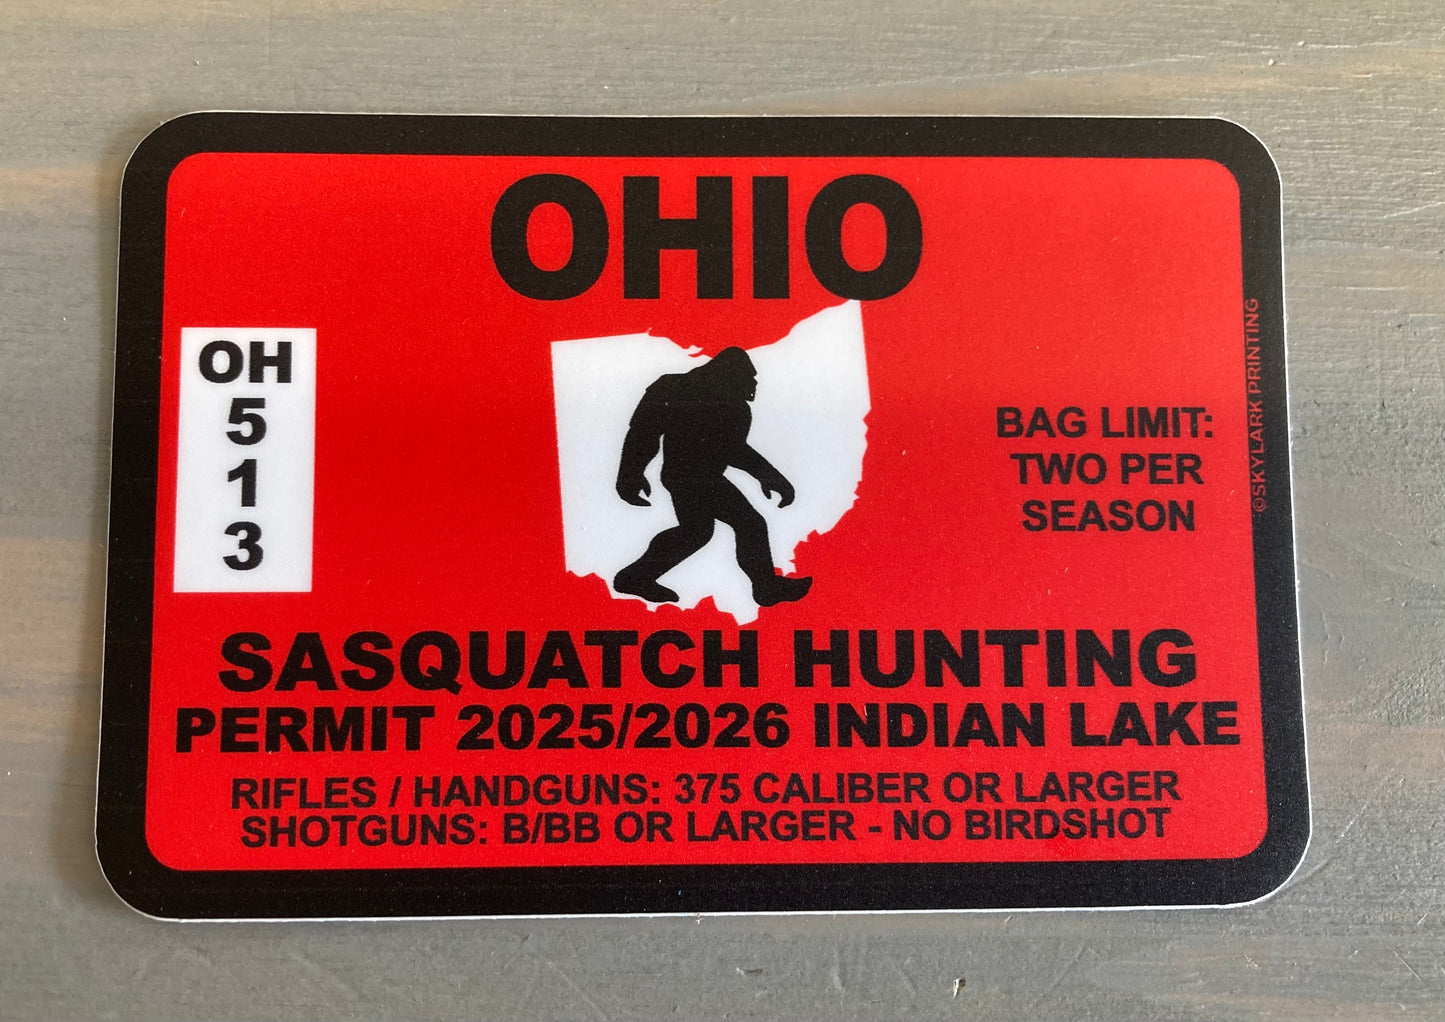 OHIO
OH
5
1
3
BAG LIMIT:
TWO PER
SEASON
©SKYLARK PRINTING
SASQUATCH HUNTING
PERMIT 2025/2026 INDIAN LAKE
RIFLES / HANDGUNS: 375 CALIBER OR LARGER
SHOTGUNS: B/BB OR LARGER - NO BIRDSHOT